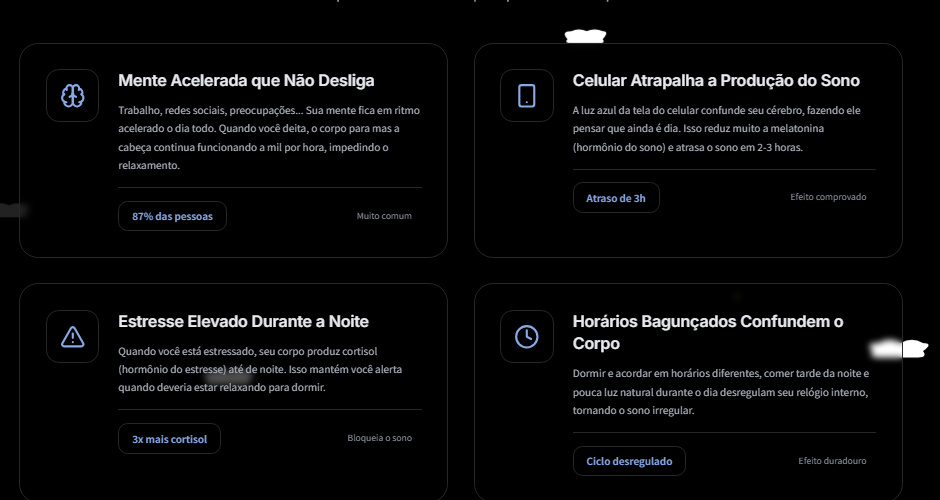 Mente Acelerada que Não Desliga
Trabalho, redes sociais, preocupações... Sua mente fica em ritmo
acelerado o dia todo. Quando você deita, o corpo para mas a
cabeça continua funcionando a mil por hora, impedindo o
relaxamento.
87% das pessoas
Muito comum
Celular Atrapalha a Produção do Sono
A luz azul da tela do celular confunde seu cérebro, fazendo ele
pensar que ainda é dia. Isso reduz muito a melatonina
(hormônio do sono) e atrasa o sono em 2-3 horas.
Atraso de 3h
Efeito comprovado
Estresse Elevado Durante a Noite
Quando você está estressado, seu corpo produz cortisol
(hormônio do estresse) até de noite. Isso mantém você alerta
quando deveria estar relaxando para dormir.
3x mais cortisol
Bloqueia o sono
Horários Bagunçados Confundem o
Corpo
Dormir e acordar em horários diferentes, comer tarde da noite e
pouca luz natural durante o dia desregulam seu relógio interno,
tornando o sono irregular.
Ciclo desregulado
Efeito duradouro